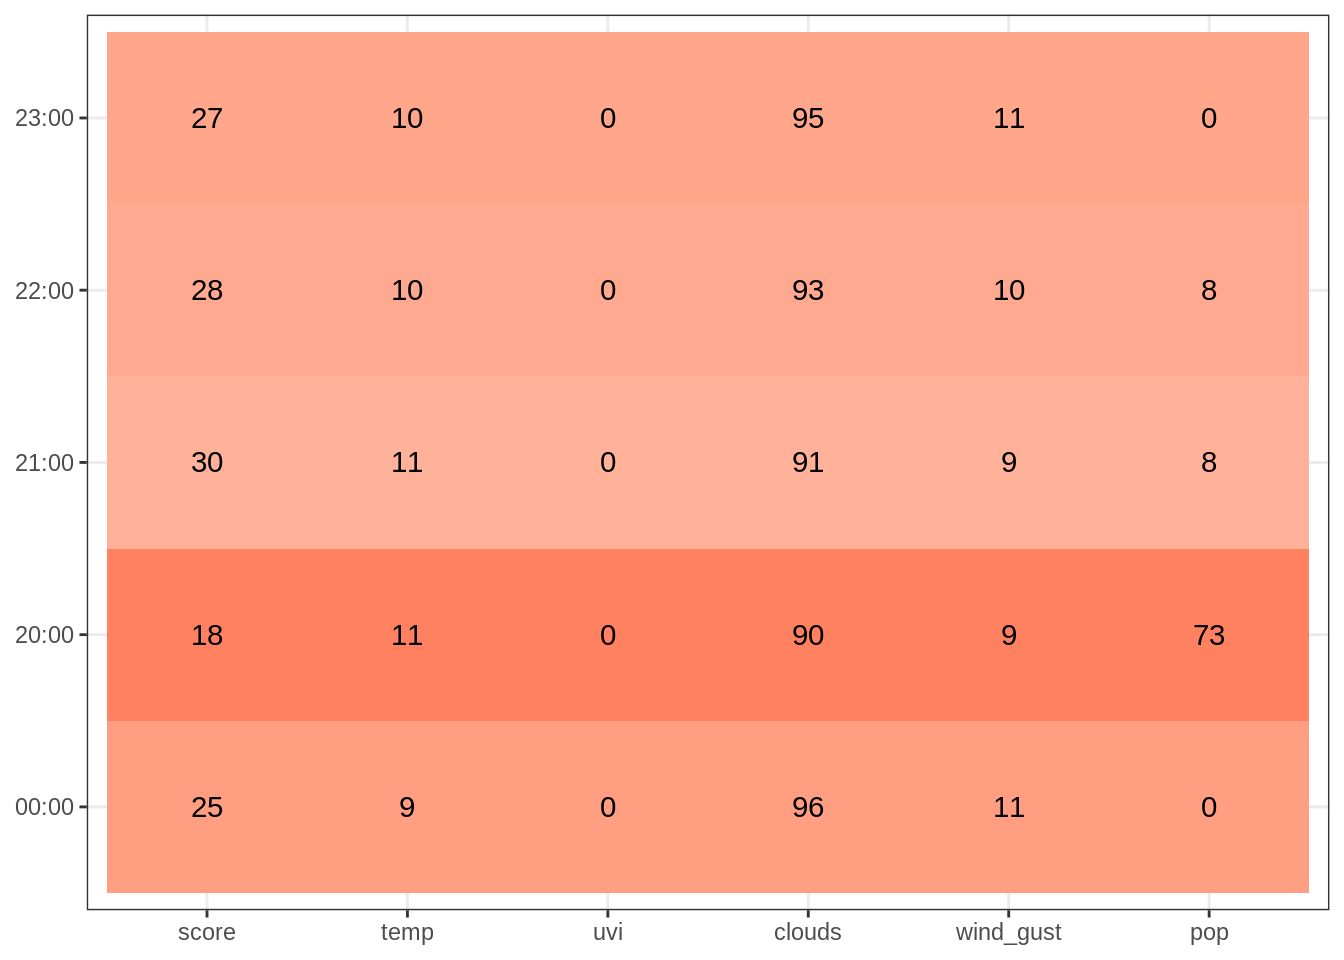 23:00 27 10 0 95 11 0
22:00 28 10 0 93 10 8
21:00 30 11 0 91 9 8
20:00 18 11 0 90 9 73
00:00 25 9 0 96 11 0
score temp uvi clouds wind_gust pop